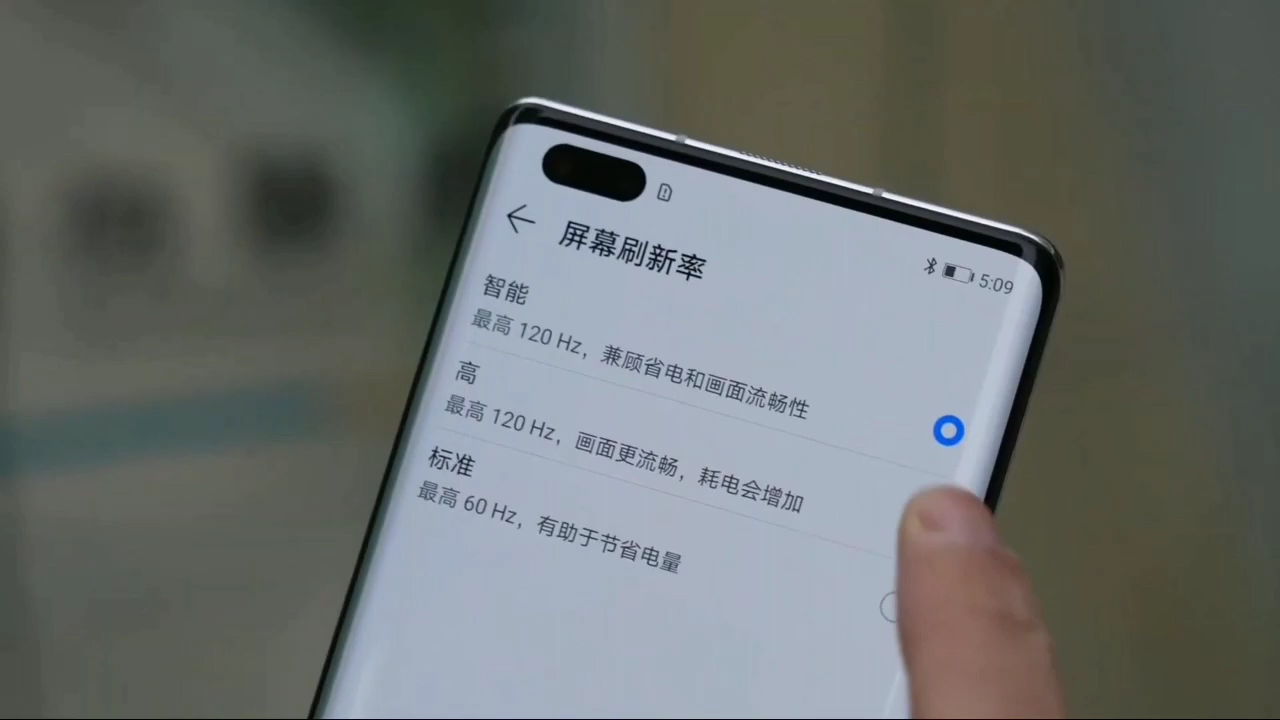 5:09
屏幕刷新率
智能
最高 120 Hz，兼顾省电和画面流畅性
高
最高 120 Hz，画面更流畅，耗电会增加
标准
最高 60 Hz，有助于节省电量